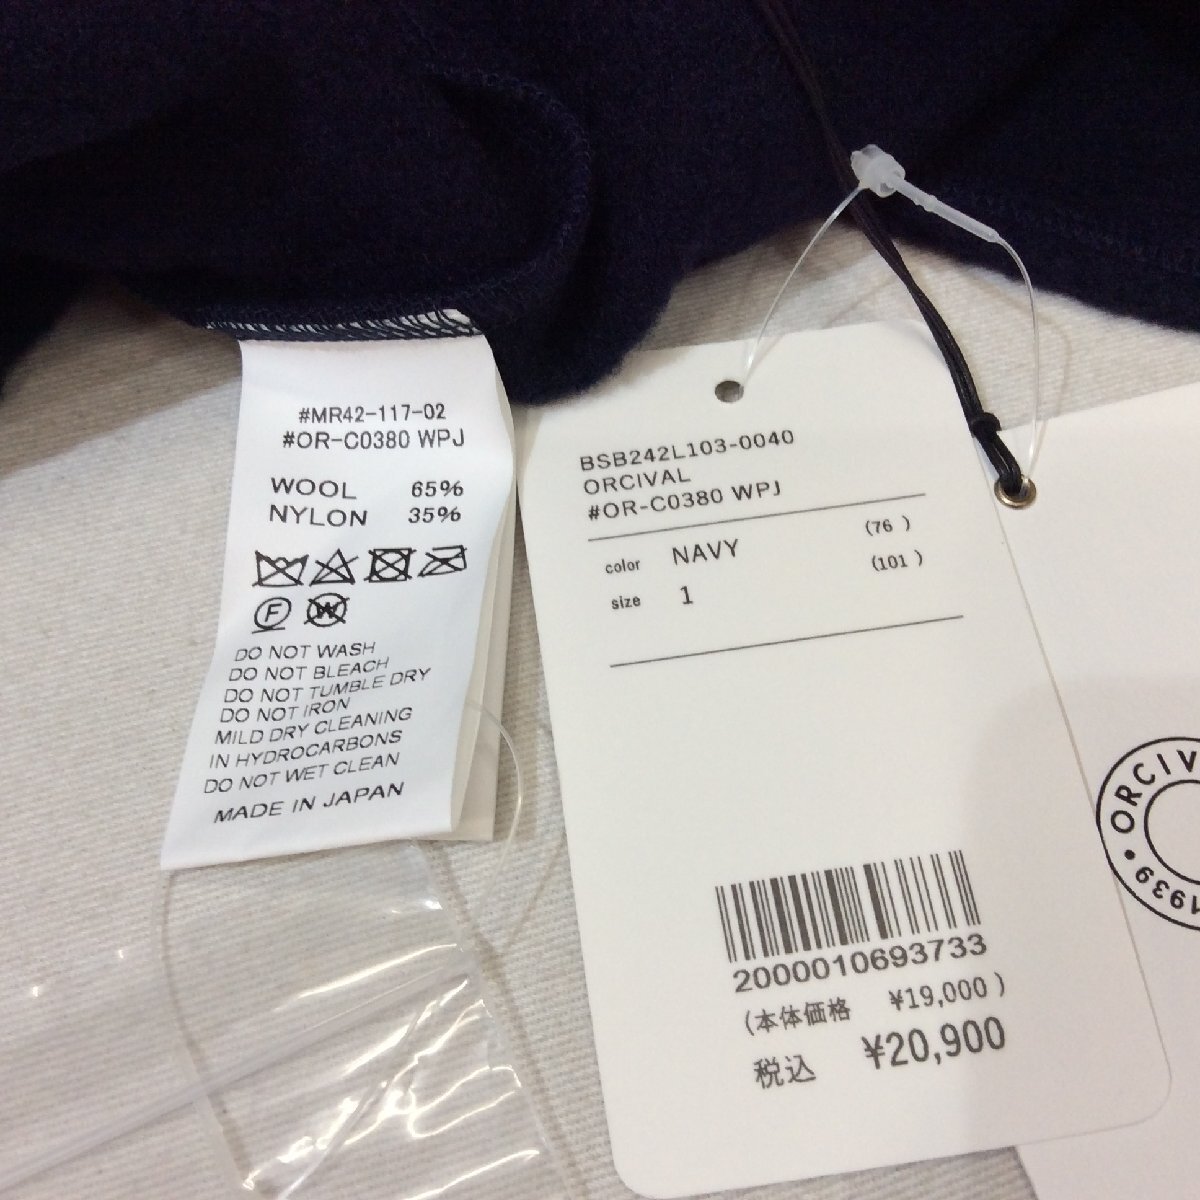 #MR42-117-02
#OR-C0380 WPJ
WOOL 65%
NYLON 35%
F
W
DO NOT WASH
DO NOT BLEACH
DO NOT TUMBLE DRY
DO NOT IRON
MILD DRY CLEANING
IN HYDROCARBONS
DO NOT WET CLEAN
MADE IN JAPAN
BSB242L103-0040
ORCIVAL
#OR-C0380 WPJ
color NAVY (76 )
size 1 (101 )
2000010693733
(本体価格 ¥19,000 )
税込 ¥20,900
ORCIV
1939